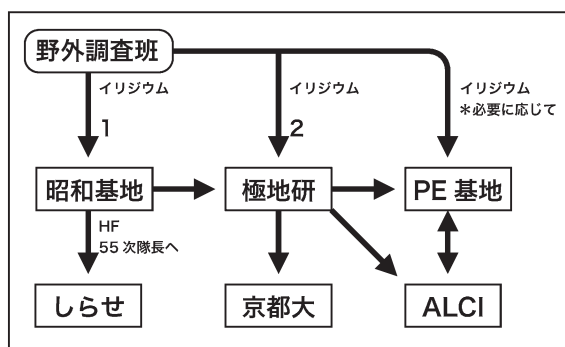 野外調査班
イリジウム
イリジウム
イリジウム
＊必要に応じて
1
2
昭和基地
極地研
PE 基地
HF
55 次隊長へ
しらせ
京都大
ALCI